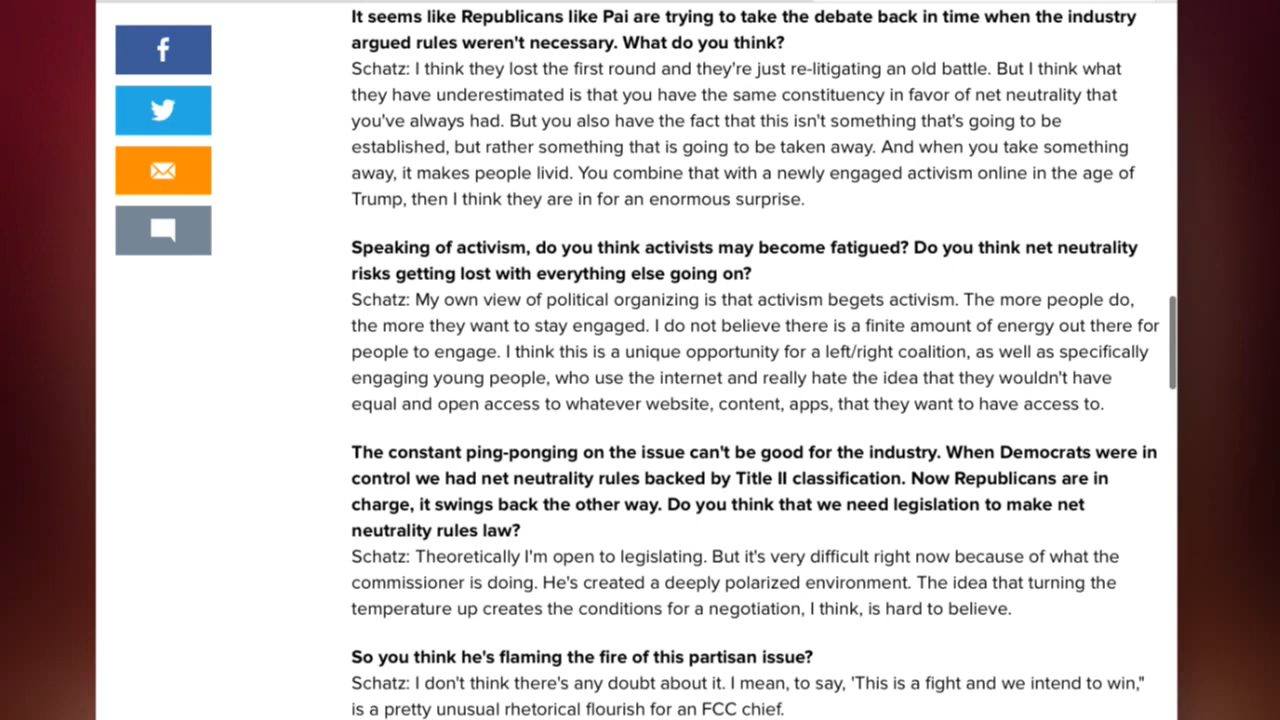 It seems like Republicans like Pai are trying to take the debate back in time when the industry
argued rules weren't necessary. What do you think?
Schatz: I think they lost the first round and they're just re-litigating an old battle. But I think what
they have underestimated is that you have the same constituency in favor of net neutrality that
you've always had. But you also have the fact that this isn't something that's going to be
established, but rather something that is going to be taken away. And when you take something
away, it makes people livid. You combine that with a newly engaged activism online in the age of
Trump, then I think they are in for an enormous surprise.
Speaking of activism, do you think activists may become fatigued? Do you think net neutrality
risks getting lost with everything else going on?
Schatz: My own view of political organizing is that activism begets activism. The more people do,
the more they want to stay engaged. I do not believe there is a finite amount of energy out there for
people to engage. I think this is a unique opportunity for a left/right coalition, as well as specifically
engaging young people, who use the internet and really hate the idea that they wouldn't have
equal and open access to whatever website, content, apps, that they want to have access to.
The constant ping-ponging on the issue can't be good for the industry. When Democrats were in
control we had net neutrality rules backed by Title II classification. Now Republicans are in
charge, it swings back the other way. Do you think that we need legislation to make net
neutrality rules law?
Schatz: Theoretically I'm open to legislating. But it's very difficult right now because of what the
commissioner is doing. He's created a deeply polarized environment. The idea that turning the
temperature up creates the conditions for a negotiation, I think, is hard to believe.
So you think he's flaming the fire of this partisan issue?
Schatz: I don't think there's any doubt about it. I mean, to say, 'This is a fight and we intend to win,"
is a pretty unusual rhetorical flourish for an FCC chief.